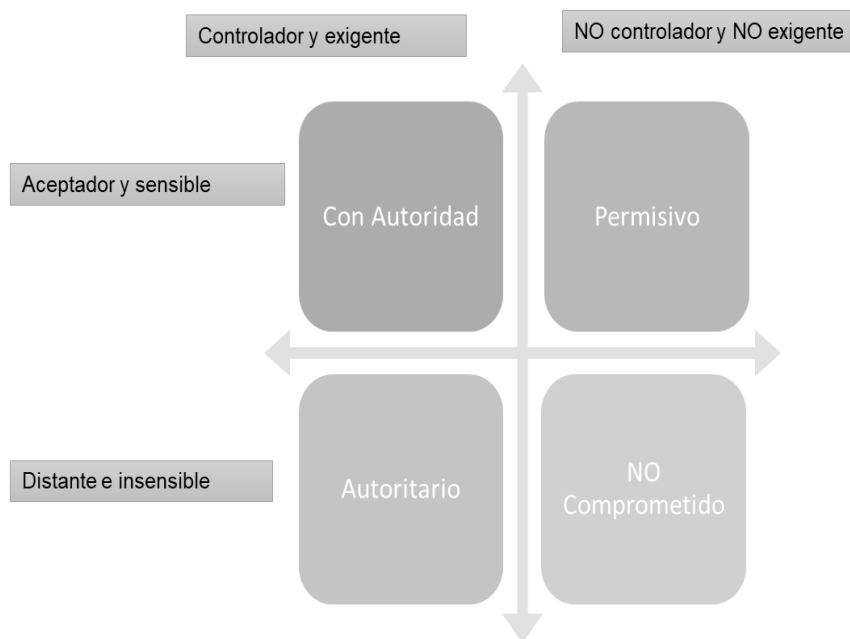 Controlador y exigente
NO controlador y NO exigente
Aceptador y sensible
Con Autoridad
Permisivo
Distante e insensible
Autoritario
NO
Comprometido